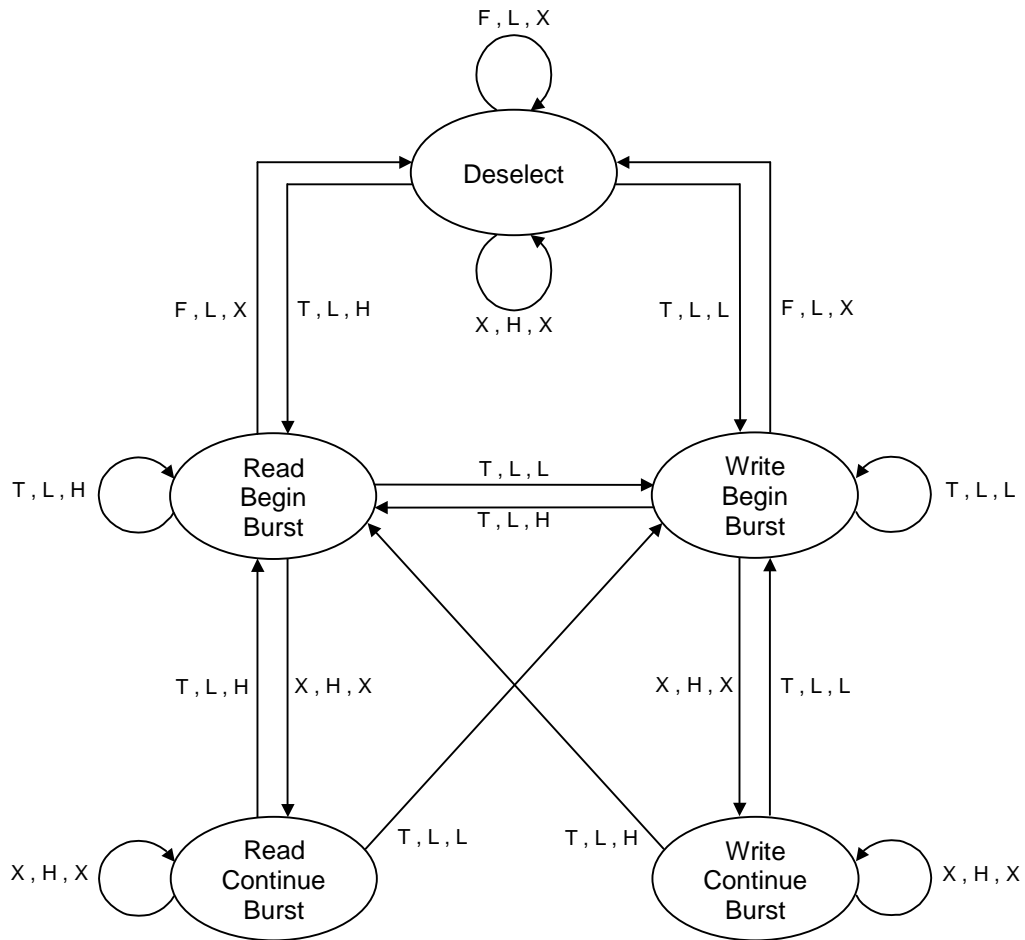 F , L , X
Deselect
X , H , X
F , L , X
T , L , H
T , L , L
F , L , X
Read
Begin
Burst
T , L , H
T , L , L
T , L , H
Write
Begin
Burst
T , L , L
T , L , H
X , H , X
X , H , X
T , L , L
X , H , X
Read
Continue
Burst
T , L , L
T , L , H
Write
Continue
Burst
X , H , X